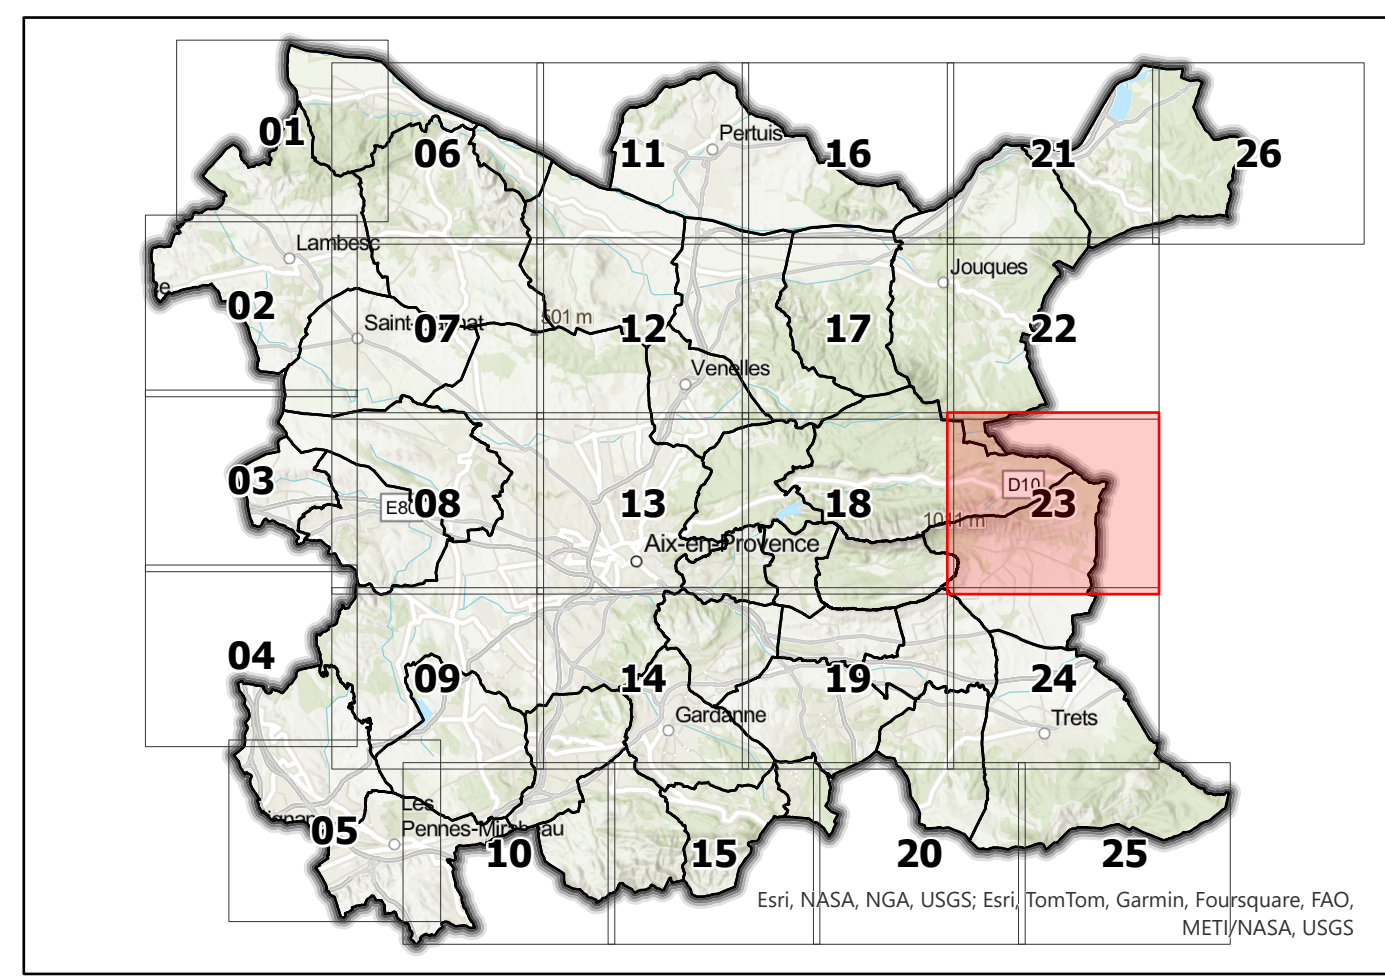 01
06
11
Pertuis
16
21
26
Lambesc
Jouques
02
07
501 m
12
17
22
Venelles
03
E80
08
13
18
D10
23
1011 m
Aix-en-Provence
04
09
14
19
24
Gardanne
Trets
Les
Pennes-Mirabeau
05
10
15
20
25
Esri, NASA, NGA, USGS; Esri, TomTom, Garmin, Foursquare, FAO,
METI/NASA, USGS